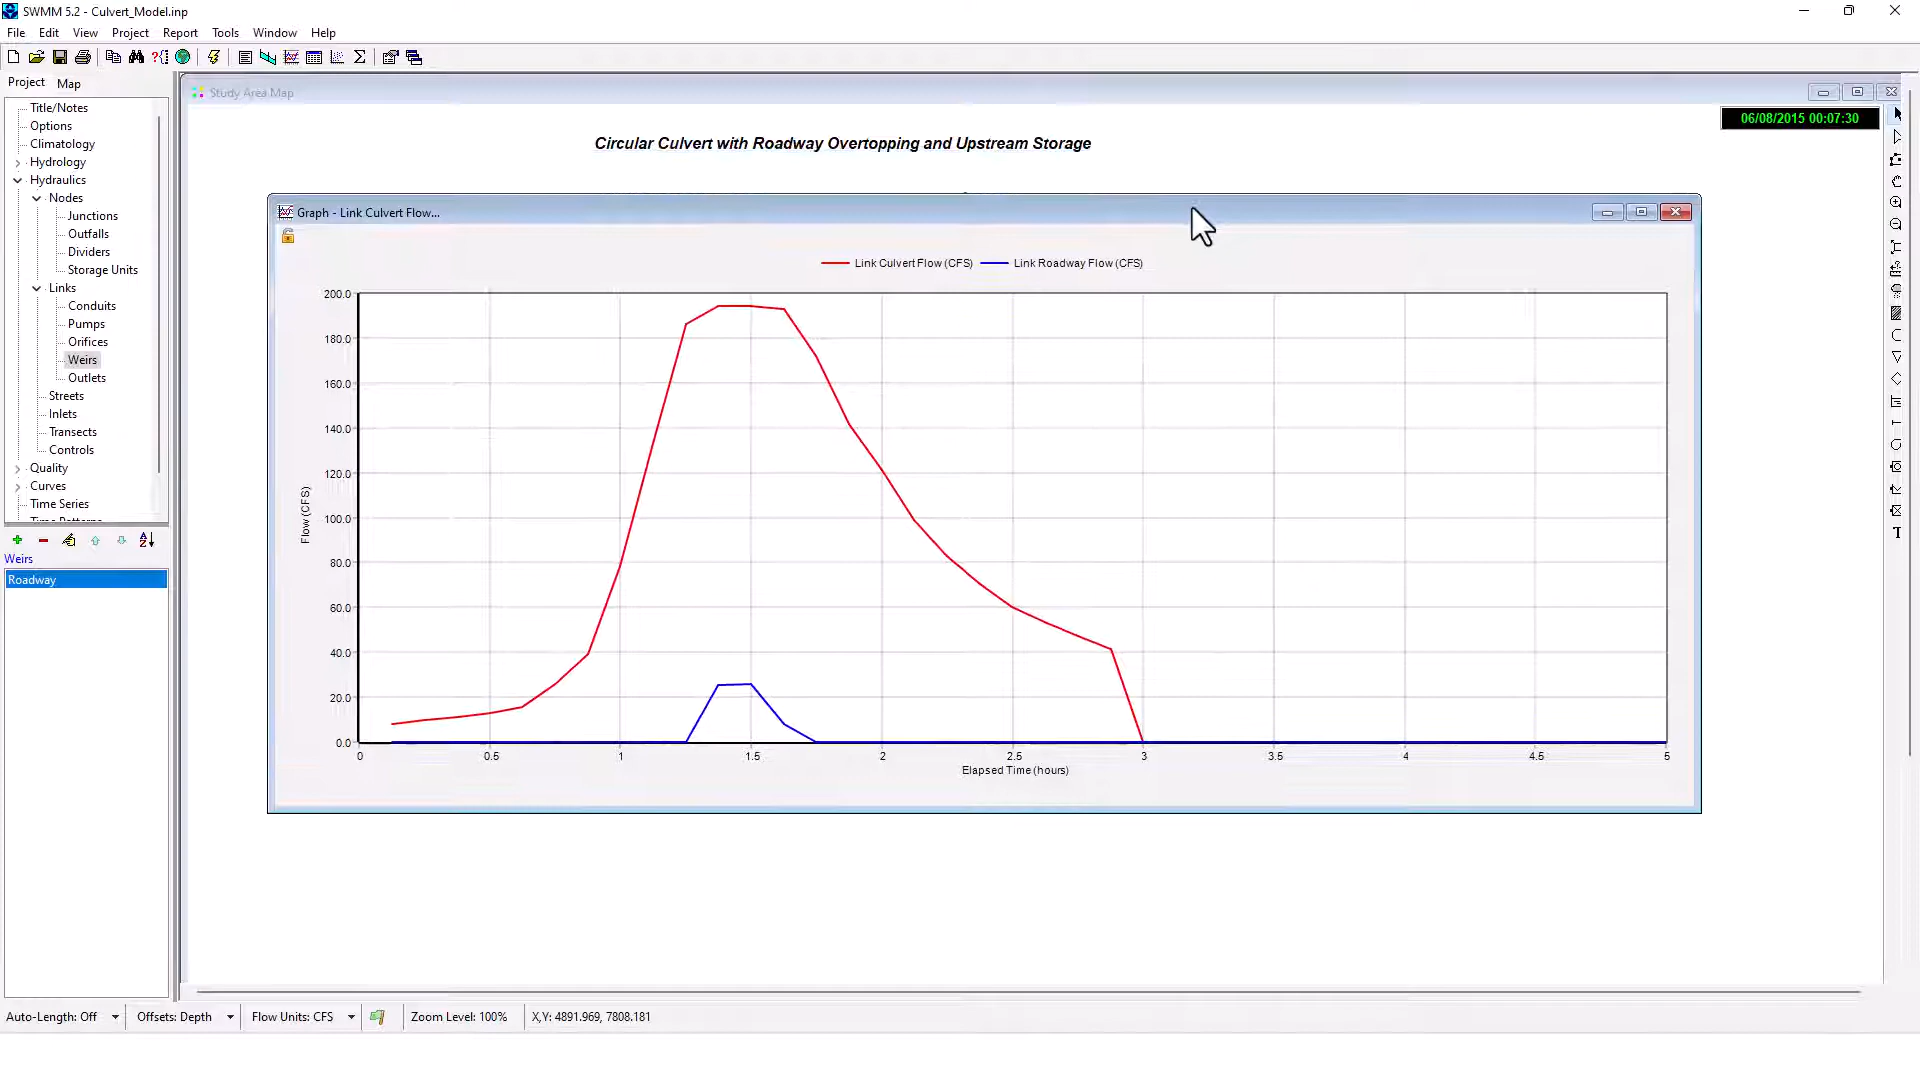 SWMM 5.2 - Culvert_Model.inp
File Edit View Project Report Tools Window Help
Project Map
Title/Notes
Options
Climatology
Hydrology
Hydraulics
Nodes
Junctions
Outfalls
Dividers
Storage Units
Links
Conduits
Pumps
Orifices
Weirs
Outlets
Streets
Inlets
Transects
Controls
Quality
Curves
Time Series
Time Patterns
Weirs
Roadway
Study Area Map
06/08/2015 00:07:30
Circular Culvert with Roadway Overtopping and Upstream Storage
Graph - Link Culvert Flow...
Link Culvert Flow (CFS) Link Roadway Flow (CFS)
200.0
180.0
160.0
140.0
120.0
100.0
80.0
60.0
40.0
20.0
0.0
Flow (CFS)
0 0.5 1 1.5 2 2.5 3 3.5 4 4.5 5
Elapsed Time (hours)
Auto-Length: Off Offsets: Depth Flow Units: CFS Zoom Level: 100% X,Y: 4891.969, 7808.181